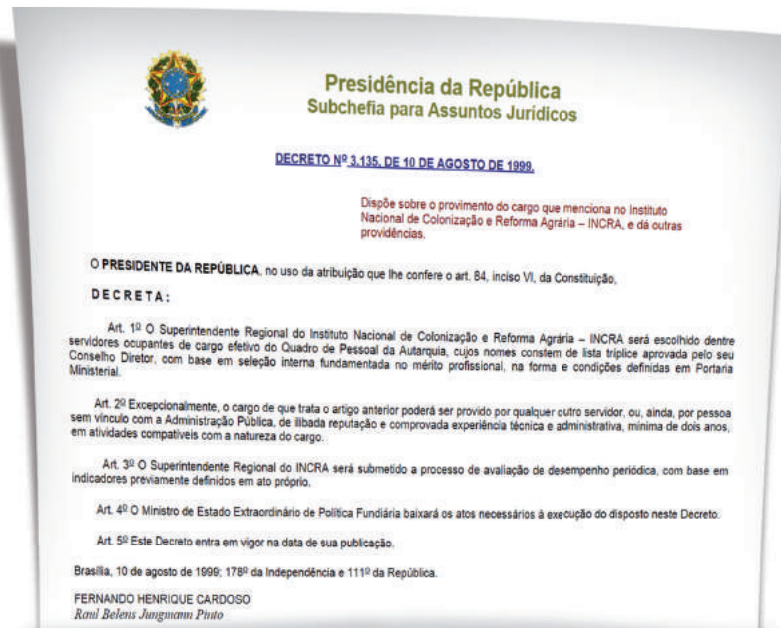 Presidência da República
Subchefia para Assuntos Jurídicos
DECRETO Nº 3.135, DE 10 DE AGOSTO DE 1999.
Dispõe sobre o provimento do cargo que menciona no Instituto
Nacional de Colonização e Reforma Agrária – INCRA, e dá outras
providências.
O PRESIDENTE DA REPÚBLICA, no uso da atribuição que lhe confere o art. 84, inciso VI, da Constituição,
DECRETA:
Art. 1º O Superintendente Regional do Instituto Nacional de Colonização e Reforma Agrária – INCRA será escolhido dentre
servidores ocupantes de cargo efetivo do Quadro de Pessoal da Autarquia, cujos nomes constem de lista tríplice aprovada pelo seu
Conselho Diretor, com base em seleção interna fundamentada no mérito profissional, na forma e condições definidas em Portaria
Ministerial.
Art. 2º Excepcionalmente, o cargo de que trata o artigo anterior poderá ser provido por qualquer outro servidor, ou, ainda, por pessoa
sem vínculo com a Administração Pública, de ilibada reputação e comprovada experiência técnica e administrativa, mínima de dois anos,
em atividades compatíveis com a natureza do cargo.
Art. 3º O Superintendente Regional do INCRA será submetido a processo de avaliação de desempenho periódica, com base em
indicadores previamente definidos em ato próprio.
Art. 4º O Ministro de Estado Extraordinário de Política Fundiária baixará os atos necessários à execução do disposto neste Decreto.
Art. 5º Este Decreto entra em vigor na data de sua publicação.
Brasília, 10 de agosto de 1999; 178º da Independência e 111º da República.
FERNANDO HENRIQUE CARDOSO
Raul Belens Jungmann Pinto